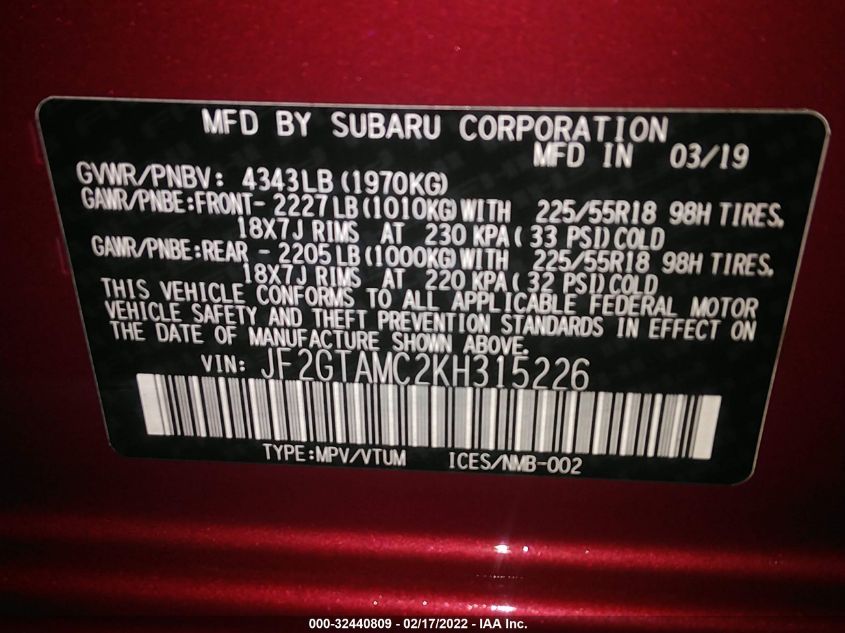 MFD BY SUBARU CORPORATION
MFD IN 03/19
GVWR/PNBV: 4343LB (1970KG)
GAWR/PNBE:FRONT- 2227LB (1010KG) WITH 225/55R18 98H TIRES.
18X7J RIMS AT 230 KPA( 33 PSI)COLD
GAWR/PNBE:REAR - 2205LB (1000KG) WITH 225/55R18 98H TIRES.
18X7J RIMS AT 220 KPA( 32 PSI)COLD
THIS VEHICLE CONFORMS TO ALL APPLICABLE FEDERAL MOTOR
VEHICLE SAFETY AND THEFT PREVENTION STANDARDS IN EFFECT ON
THE DATE OF MANUFACTURE SHOWN ABOVE.
VIN: JF2GTAMC2KH315226
TYPE:MPV/VTUM ICES/NMB-002
000-32440809 - 02/17/2022 - IAA Inc.